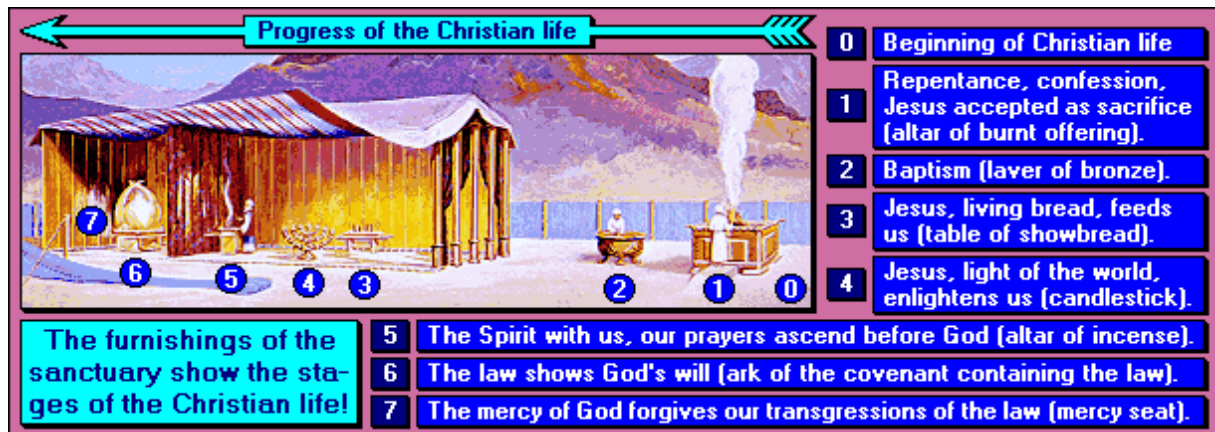 Progress of the Christian life
0 Beginning of Christian life
1 Repentance, confession,
Jesus accepted as sacrifice
(altar of burnt offering).
2 Baptism (laver of bronze).
3 Jesus, living bread, feeds
us (table of showbread).
4 Jesus, light of the world,
enlightens us (candlestick).
7
6
5
4
3
2
1
0
The furnishings of the
sanctuary show the sta-
ges of the Christian life!
5 The Spirit with us, our prayers ascend before God (altar of incense).
6 The law shows God's will (ark of the covenant containing the law).
7 The mercy of God forgives our transgressions of the law (mercy seat).